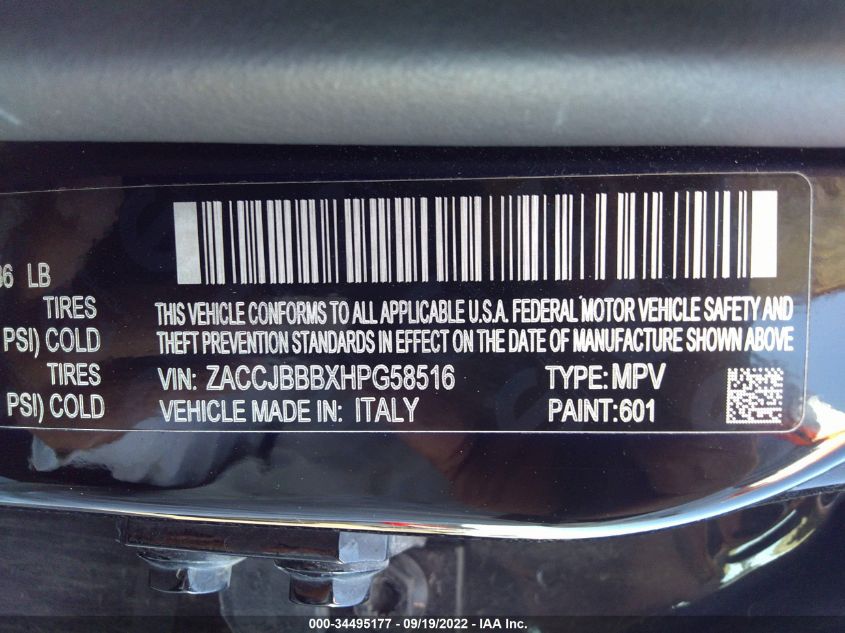 36 LB
TIRES
PSI) COLD
TIRES
PSI) COLD
THIS VEHICLE CONFORMS TO ALL APPLICABLE U.S.A. FEDERAL MOTOR VEHICLE SAFETY AND
THEFT PREVENTION STANDARDS IN EFFECT ON THE DATE OF MANUFACTURE SHOWN ABOVE
VIN: ZACCJBBBXHPG58516 TYPE: MPV
VEHICLE MADE IN: ITALY PAINT: 601
000-34495177 - 09/19/2022 - IAA Inc.